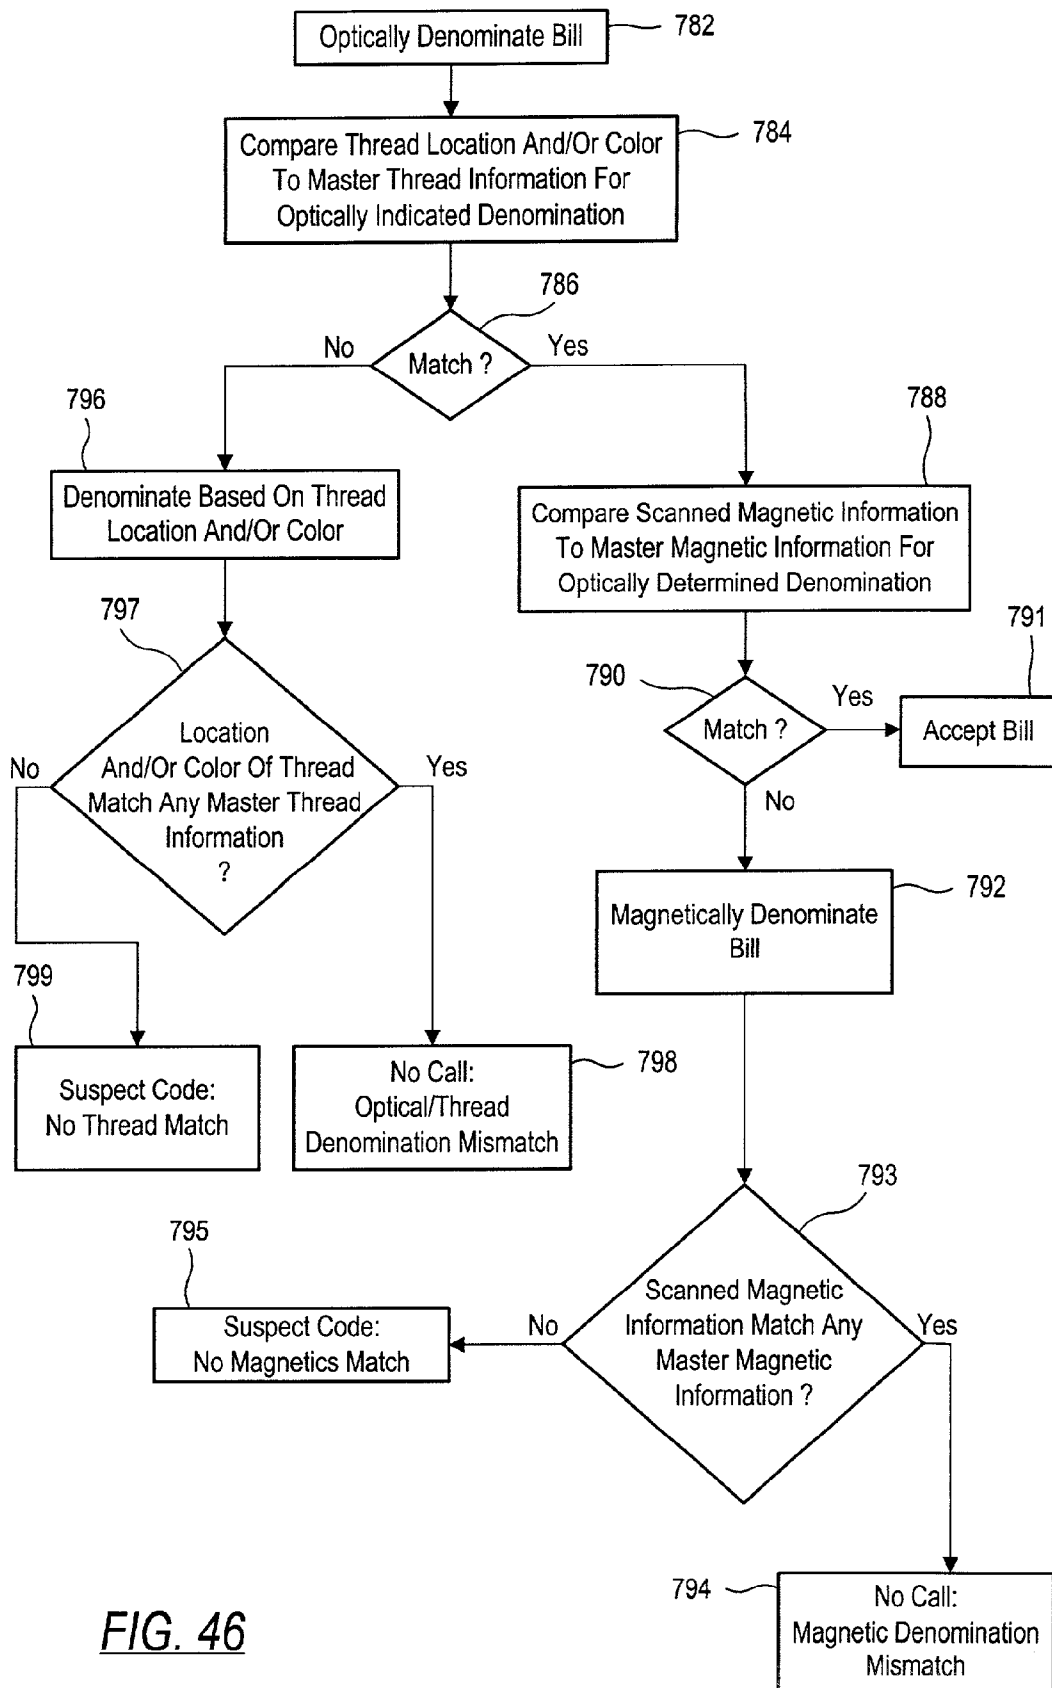 Optically Denominate Bill
782
Compare Thread Location And/Or Color
To Master Thread Information For
Optically Indicated Denomination
784
786
Match ?
No
Yes
796
Denominate Based On Thread
Location And/Or Color
788
Compare Scanned Magnetic Information
To Master Magnetic Information For
Optically Determined Denomination
797
Location
And/Or Color Of Thread
Match Any Master Thread
Information
?
No
Yes
790
Match ?
Yes
791
Accept Bill
No
792
Magnetically Denominate
Bill
799
Suspect Code:
No Thread Match
798
No Call:
Optical/Thread
Denomination Mismatch
793
Scanned Magnetic
Information Match Any
Master Magnetic
Information ?
No
Yes
795
Suspect Code:
No Magnetics Match
794
No Call:
Magnetic Denomination
Mismatch
FIG. 46